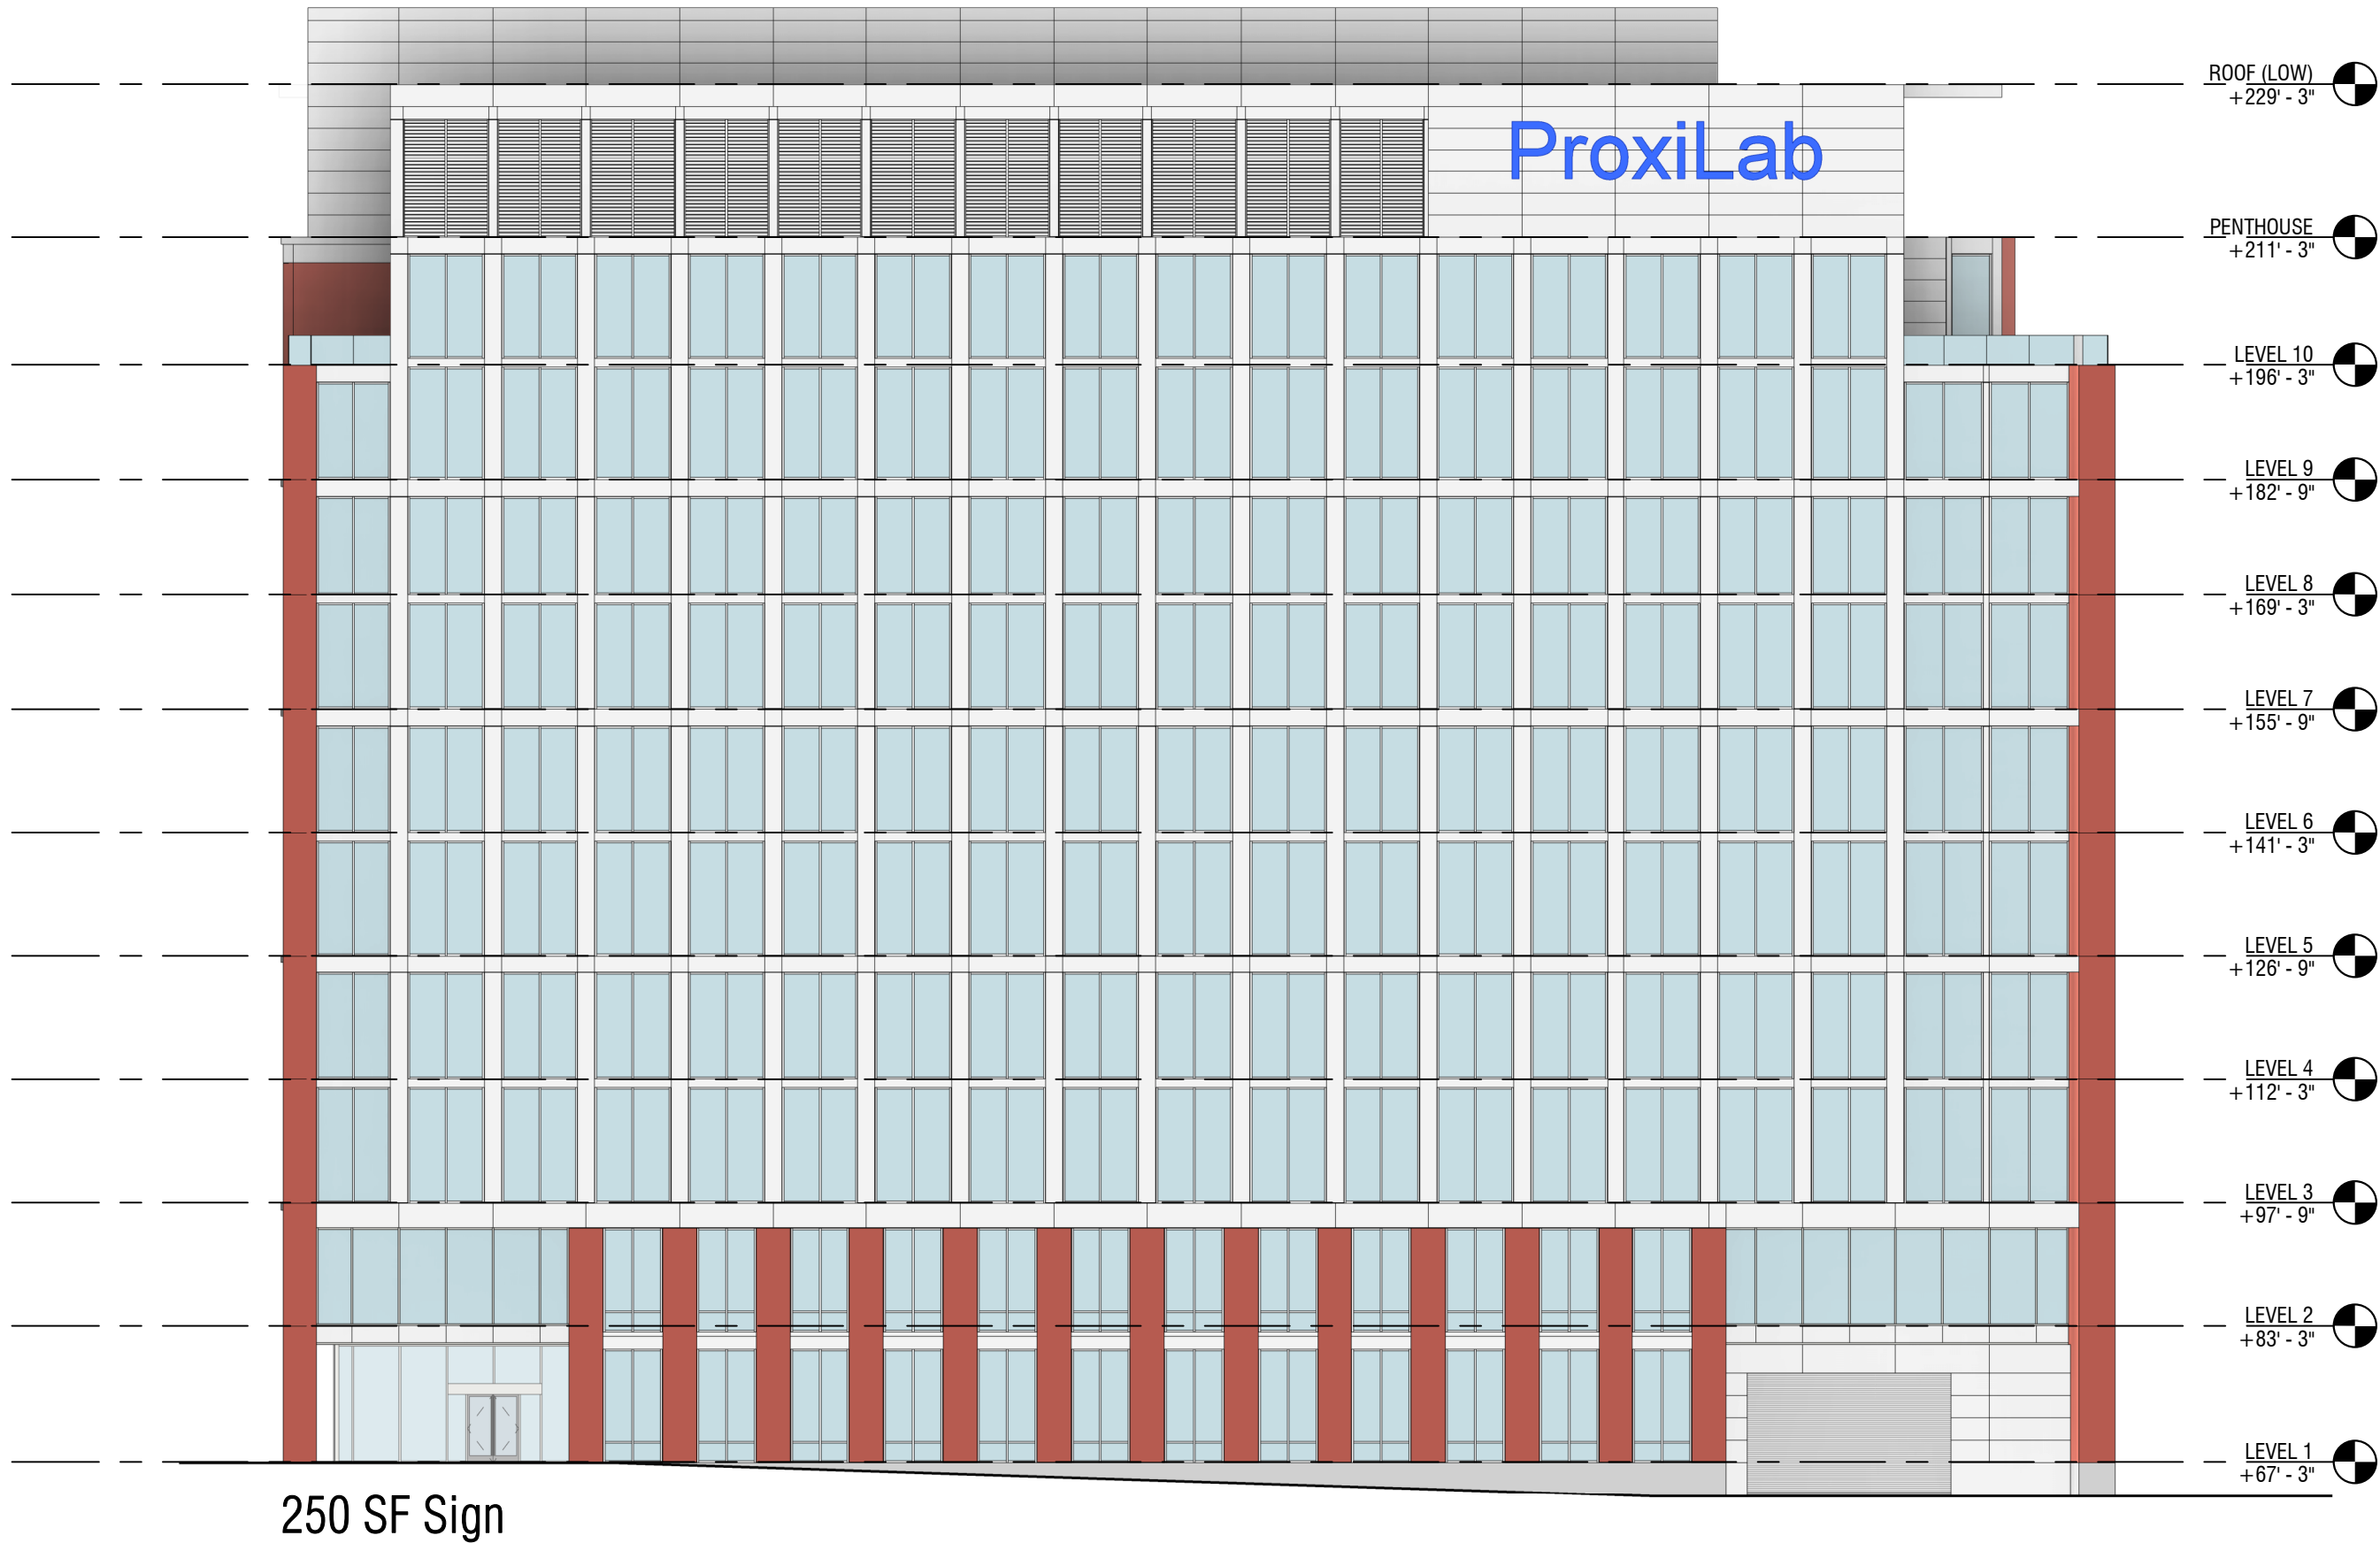 ROOF (LOW)
+229' - 3"
ProxiLab
PENTHOUSE
+211' - 3"
LEVEL 10
+196' - 3"
LEVEL 9
+182' - 9"
LEVEL 8
+169' - 3"
LEVEL 7
+155' - 9"
LEVEL 6
+141' - 3"
LEVEL 5
+126' - 9"
LEVEL 4
+112' - 3"
LEVEL 3
+97' - 9"
LEVEL 2
+83' - 3"
LEVEL 1
+67' - 3"
250 SF Sign